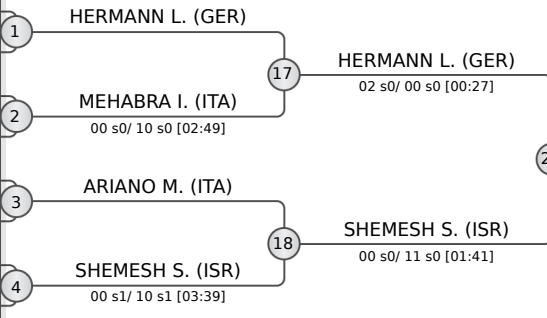 HERMANN L. (GER)
1
17
HERMANN L. (GER)
02 s0/ 00 s0 [00:27]
MEHABRA I. (ITA)
2
00 s0/ 10 s0 [02:49]
ARIANO M. (ITA)
3
18
SHEMESH S. (ISR)
00 s0/ 11 s0 [01:41]
SHEMESH S. (ISR)
4
00 s1/ 10 s1 [03:39]